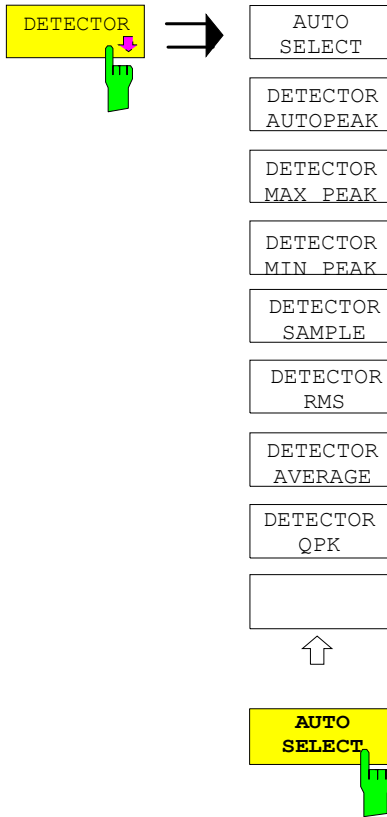 DETECTOR
AUTO
SELECT
DETECTOR
AUTOPEAK
DETECTOR
MAX PEAK
DETECTOR
MIN PEAK
DETECTOR
SAMPLE
DETECTOR
RMS
DETECTOR
AVERAGE
DETECTOR
QPK
AUTO
SELECT